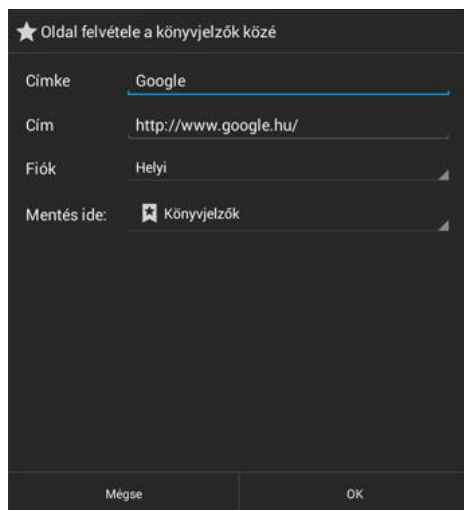 Oldal felvétele a könyvjelzők közé
Címke Google
Cím http://www.google.hu/
Fiók Helyi
Mentés ide: Könyvjelzők
Mégse OK